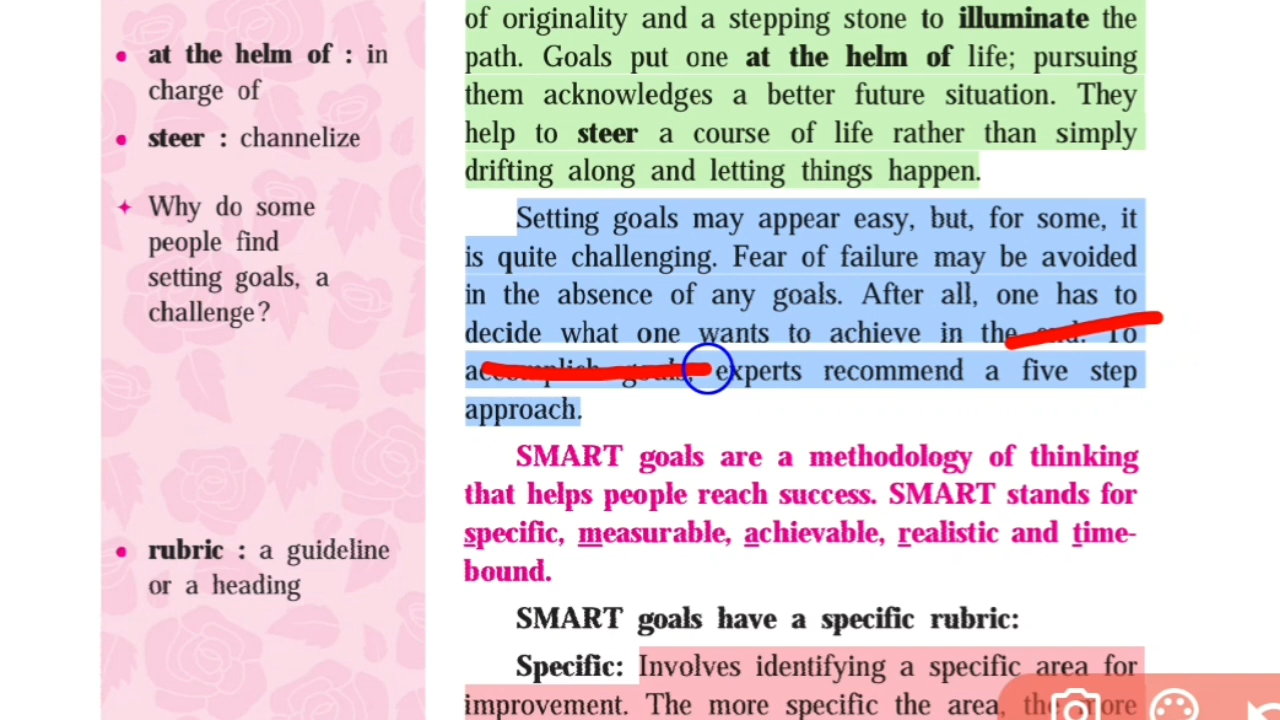 at the helm of : in
charge of
steer : channelize
Why do some
people find
setting goals, a
challenge?
rubric : a guideline
or a heading
of originality and a stepping stone to illuminate the
path. Goals put one at the helm of life; pursuing
them acknowledges a better future situation. They
help to steer a course of life rather than simply
drifting along and letting things happen.
Setting goals may appear easy, but, for some, it
is quite challenging. Fear of failure may be avoided
in the absence of any goals. After all, one has to
decide what one wants to achieve in the end. To
accomplish goals, experts recommend a five step
approach.
SMART goals are a methodology of thinking
that helps people reach success. SMART stands for
specific, measurable, achievable, realistic and time-
bound.
SMART goals have a specific rubric:
Specific: Involves identifying a specific area for
improvement. The more specific the area, the more